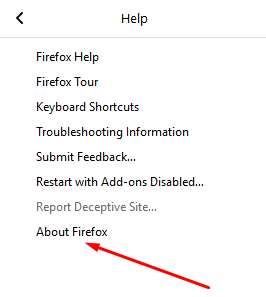 Help
Firefox Help
Firefox Tour
Keyboard Shortcuts
Troubleshooting Information
Submit Feedback...
Restart with Add-ons Disabled...
Report Deceptive Site...
About Firefox